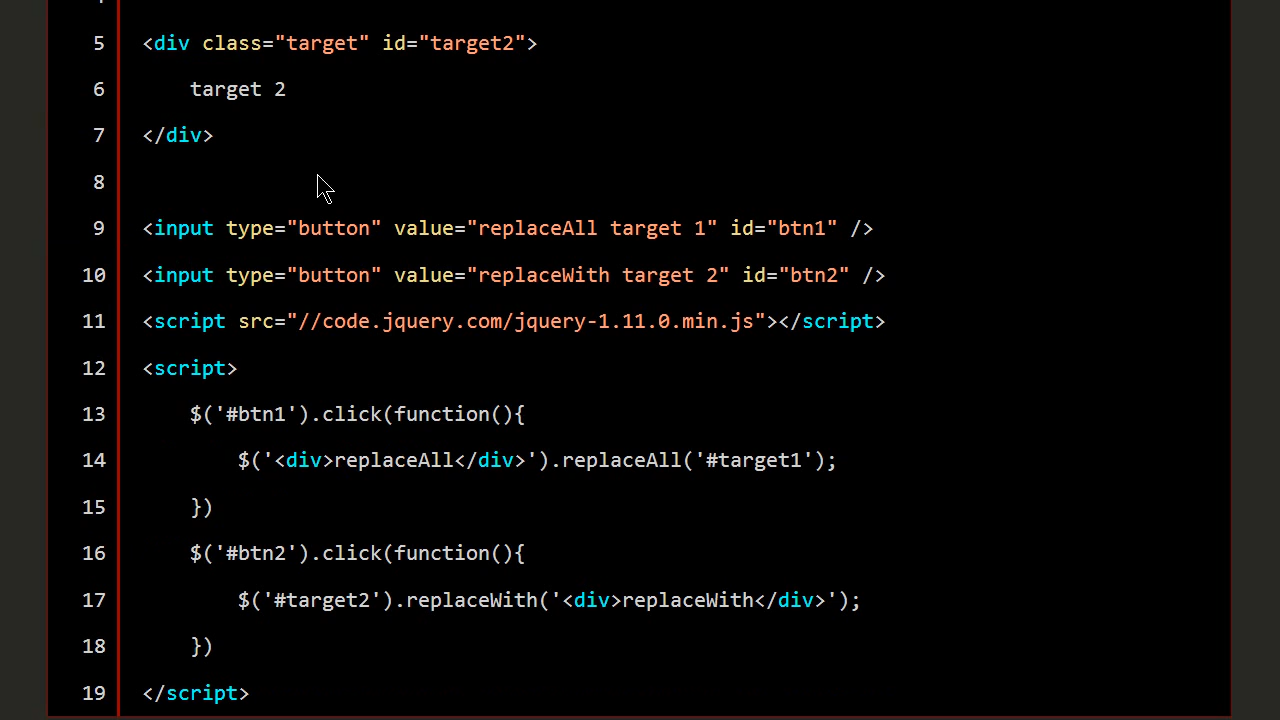 5 <div class="target" id="target2">
6     target 2
7 </div>
8
9 <input type="button" value="replaceAll target 1" id="btn1" />
10 <input type="button" value="replaceWith target 2" id="btn2" />
11 <script src="//code.jquery.com/jquery-1.11.0.min.js"></script>
12 <script>
13     $('#btn1').click(function(){
14         $('<div>replaceAll</div>').replaceAll('#target1');
15     })
16     $('#btn2').click(function(){
17         $('#target2').replaceWith('<div>replaceWith</div>');
18     })
19 </script>